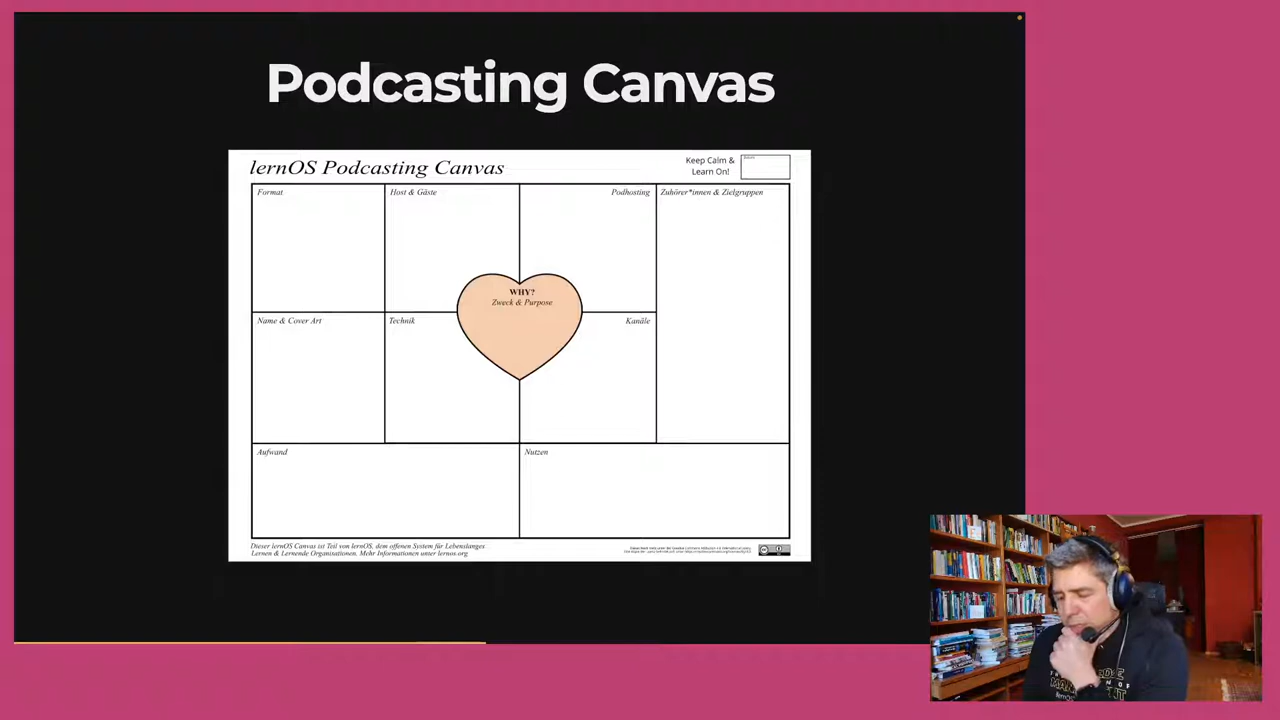 Podcasting Canvas
lernOS Podcasting Canvas
Keep Calm &
Learn On!
Format
Host & Gäste
Podhosting
Zuhörer*innen & Zielgruppen
WHY?
Zweck & Purpose
Name & Cover Art
Technik
Kanäle
Aufwand
Nutzen
Dieser lernOS Canvas ist Teil von lernOS, dem offenen System für Lebenslanges
Lernen & Lernende Organisationen. Mehr Informationen unter lernos.org